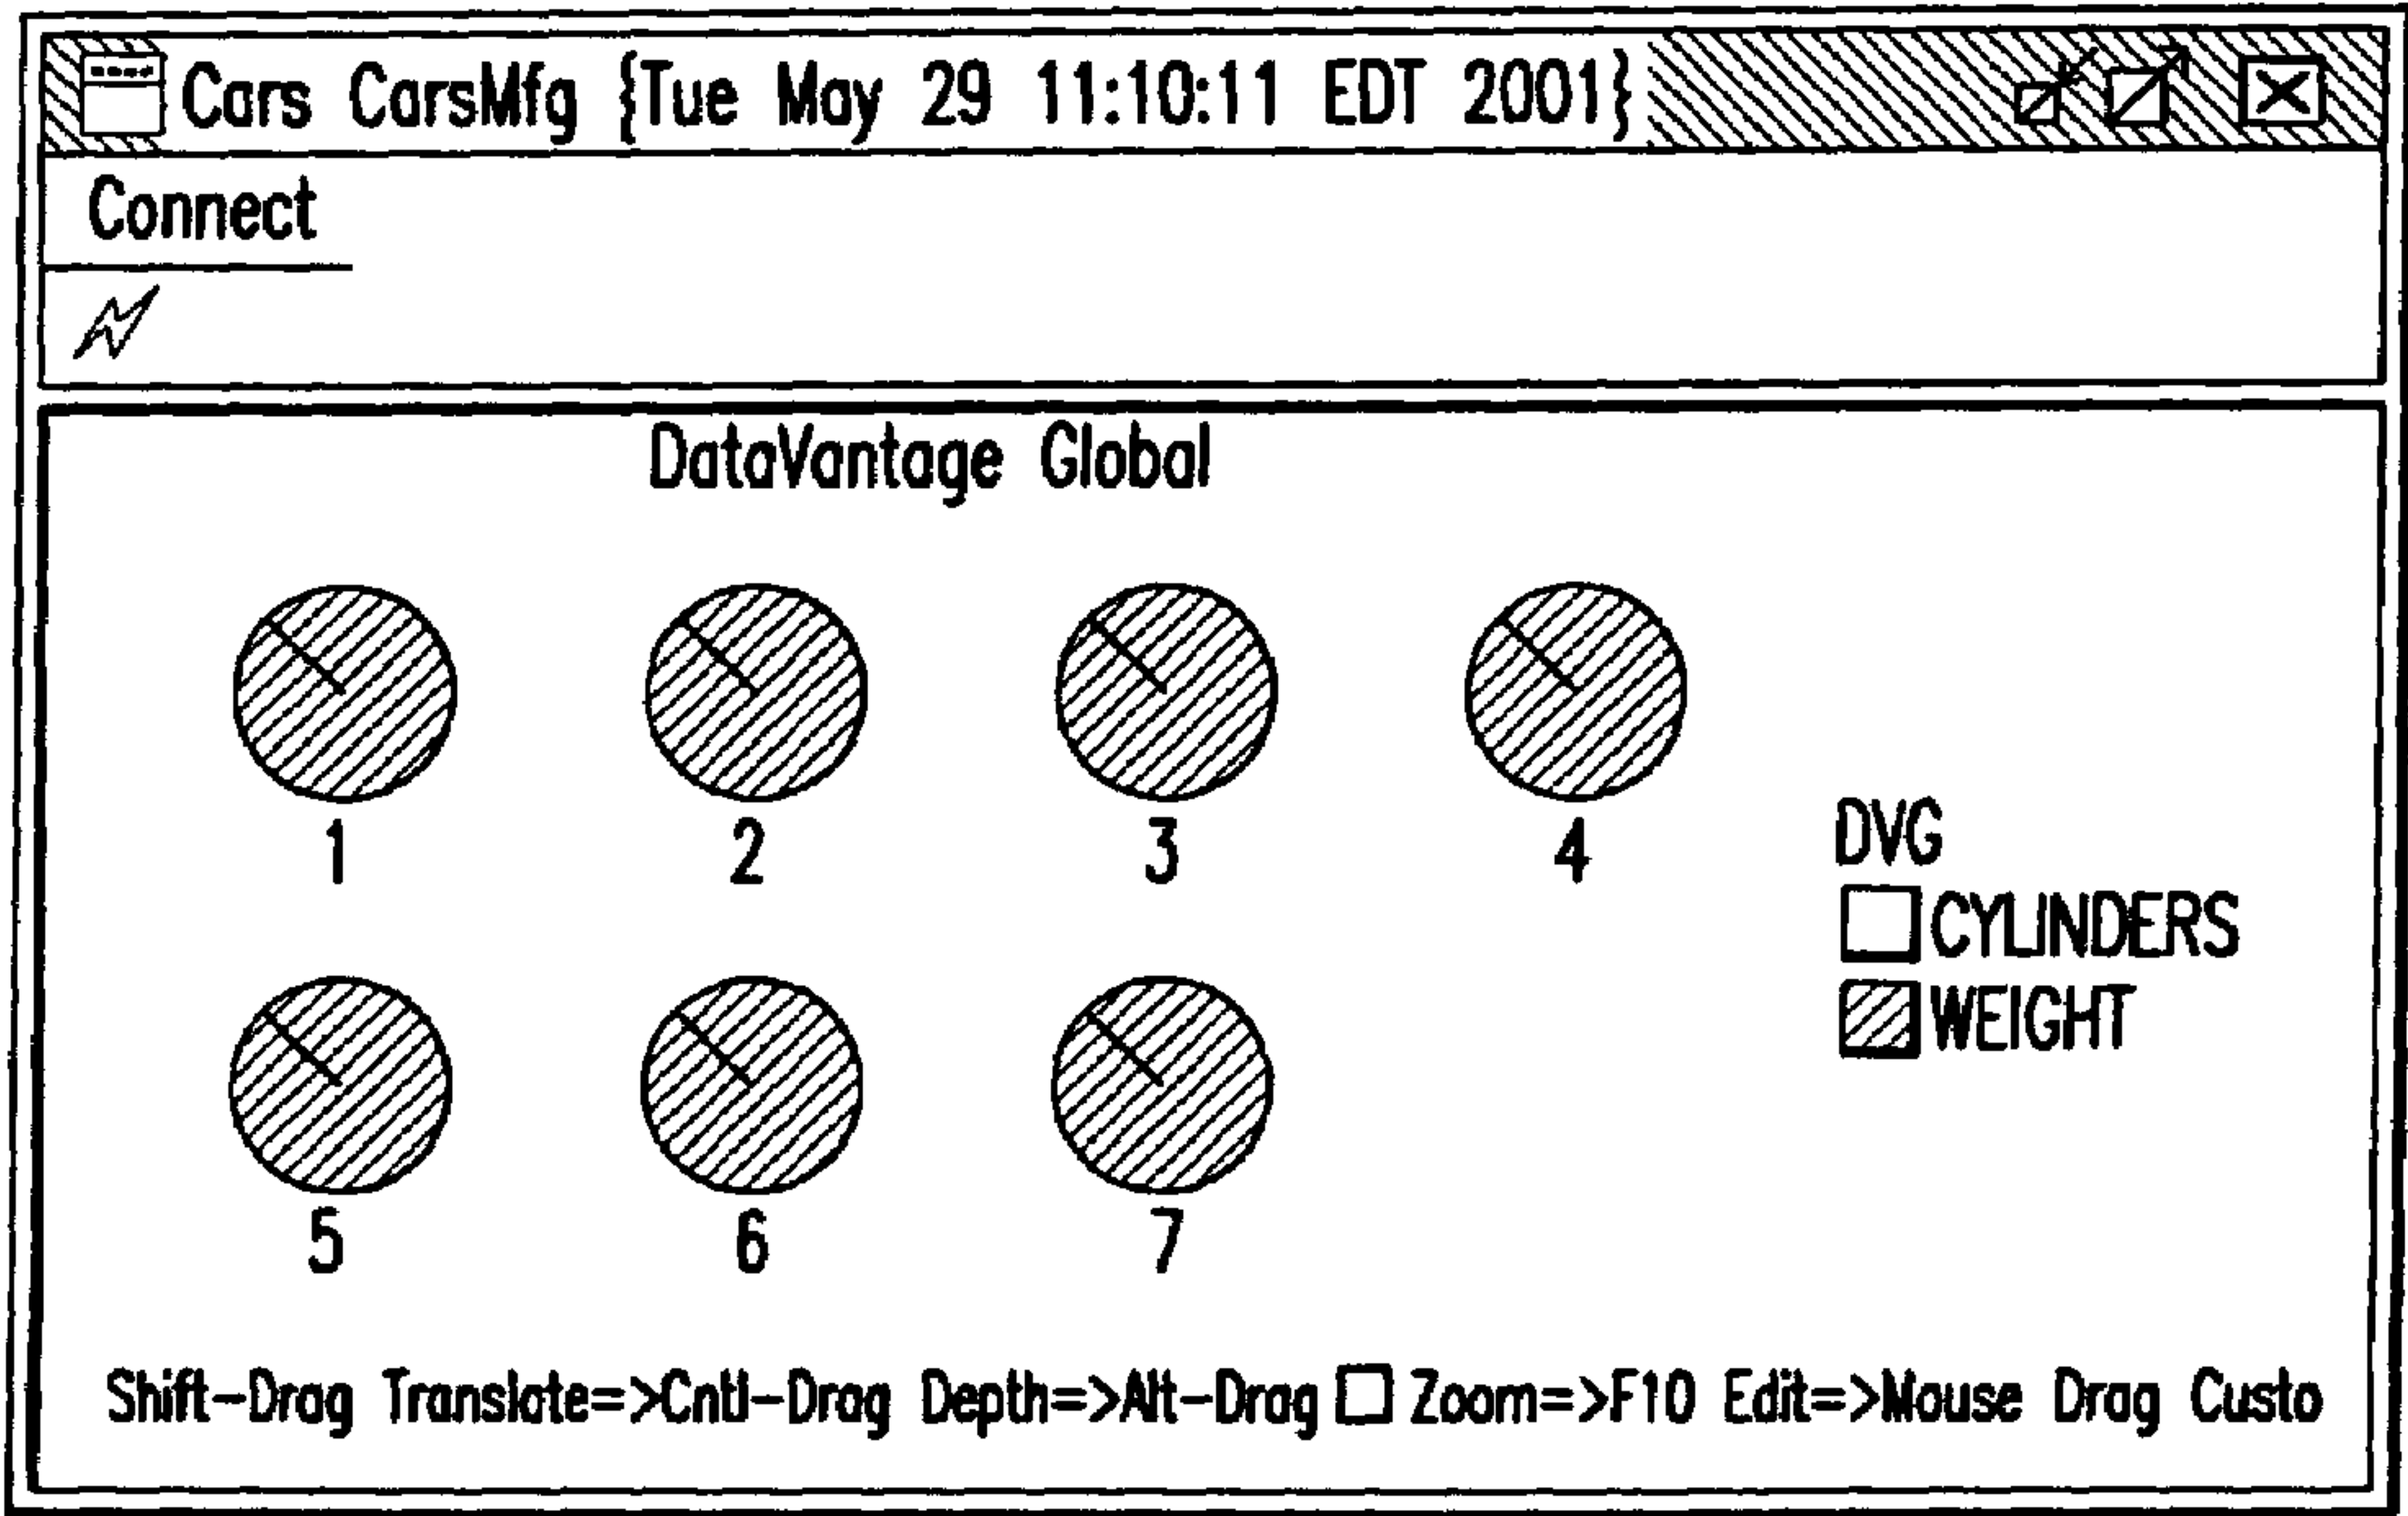 Cars CarsMfg {Tue May 29 11:10:11 EDT 2001}
Connect
DataVantage Global
1 2 3 4
DVG
CYLINDERS
WEIGHT
5 6 7
Shift-Drag Translate=>Cntl-Drag Depth=>Alt-Drag Zoom=>F10 Edit=>Mouse Drag Custo